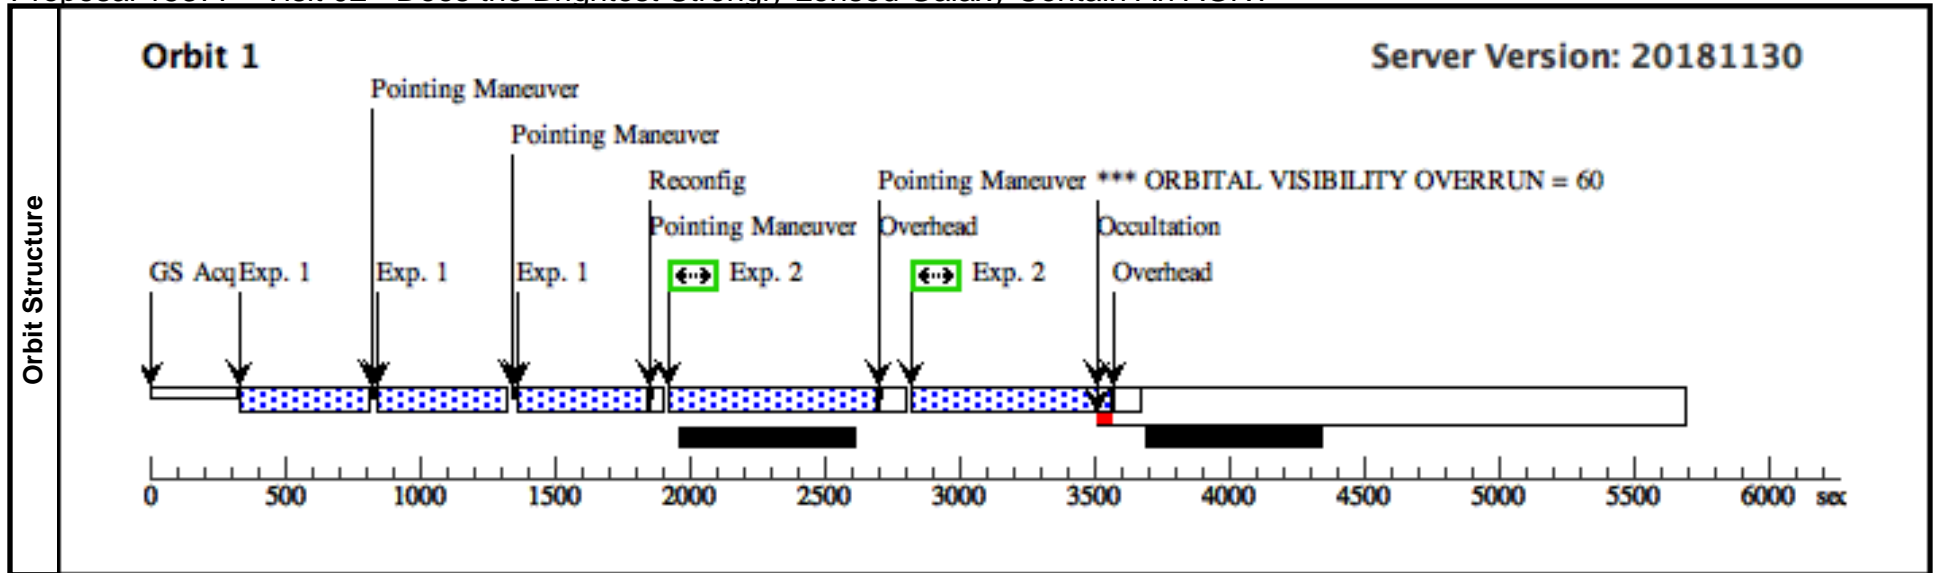 Orbit Structure
Orbit 1
Server Version: 20181130
Pointing Maneuver
Pointing Maneuver
Reconfig
Pointing Maneuver *** ORBITAL VISIBILITY OVERRUN = 60
Pointing Maneuver
Overhead
Occultation
GS Acq
Exp. 1
Exp. 1
Exp. 1
Exp. 2
Exp. 2
Overhead
0 500 1000 1500 2000 2500 3000 3500 4000 4500 5000 5500 6000 sec